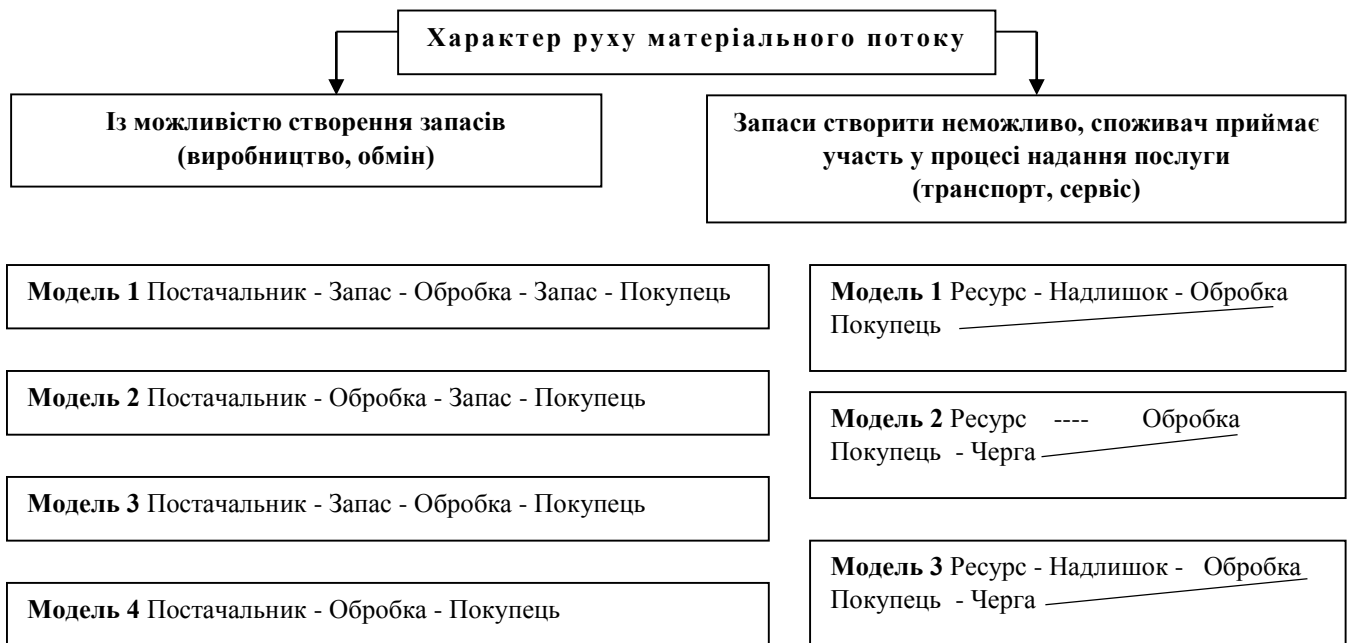 Характер руху матеріального потоку
Із можливістю створення запасів
(виробництво, обмін)
Запаси створити неможливо, споживач приймає
участь у процесі надання послуги
(транспорт, сервіс)
Модель 1 Постачальник - Запас - Обробка - Запас - Покупець
Модель 2 Постачальник - Обробка - Запас - Покупець
Модель 3 Постачальник - Запас - Обробка - Покупець
Модель 4 Постачальник - Обробка - Покупець
Модель 1 Ресурс - Надлишок - Обробка
Покупець
Модель 2 Ресурс ---- Обробка
Покупець - Черга
Модель 3 Ресурс - Надлишок - Обробка
Покупець - Черга